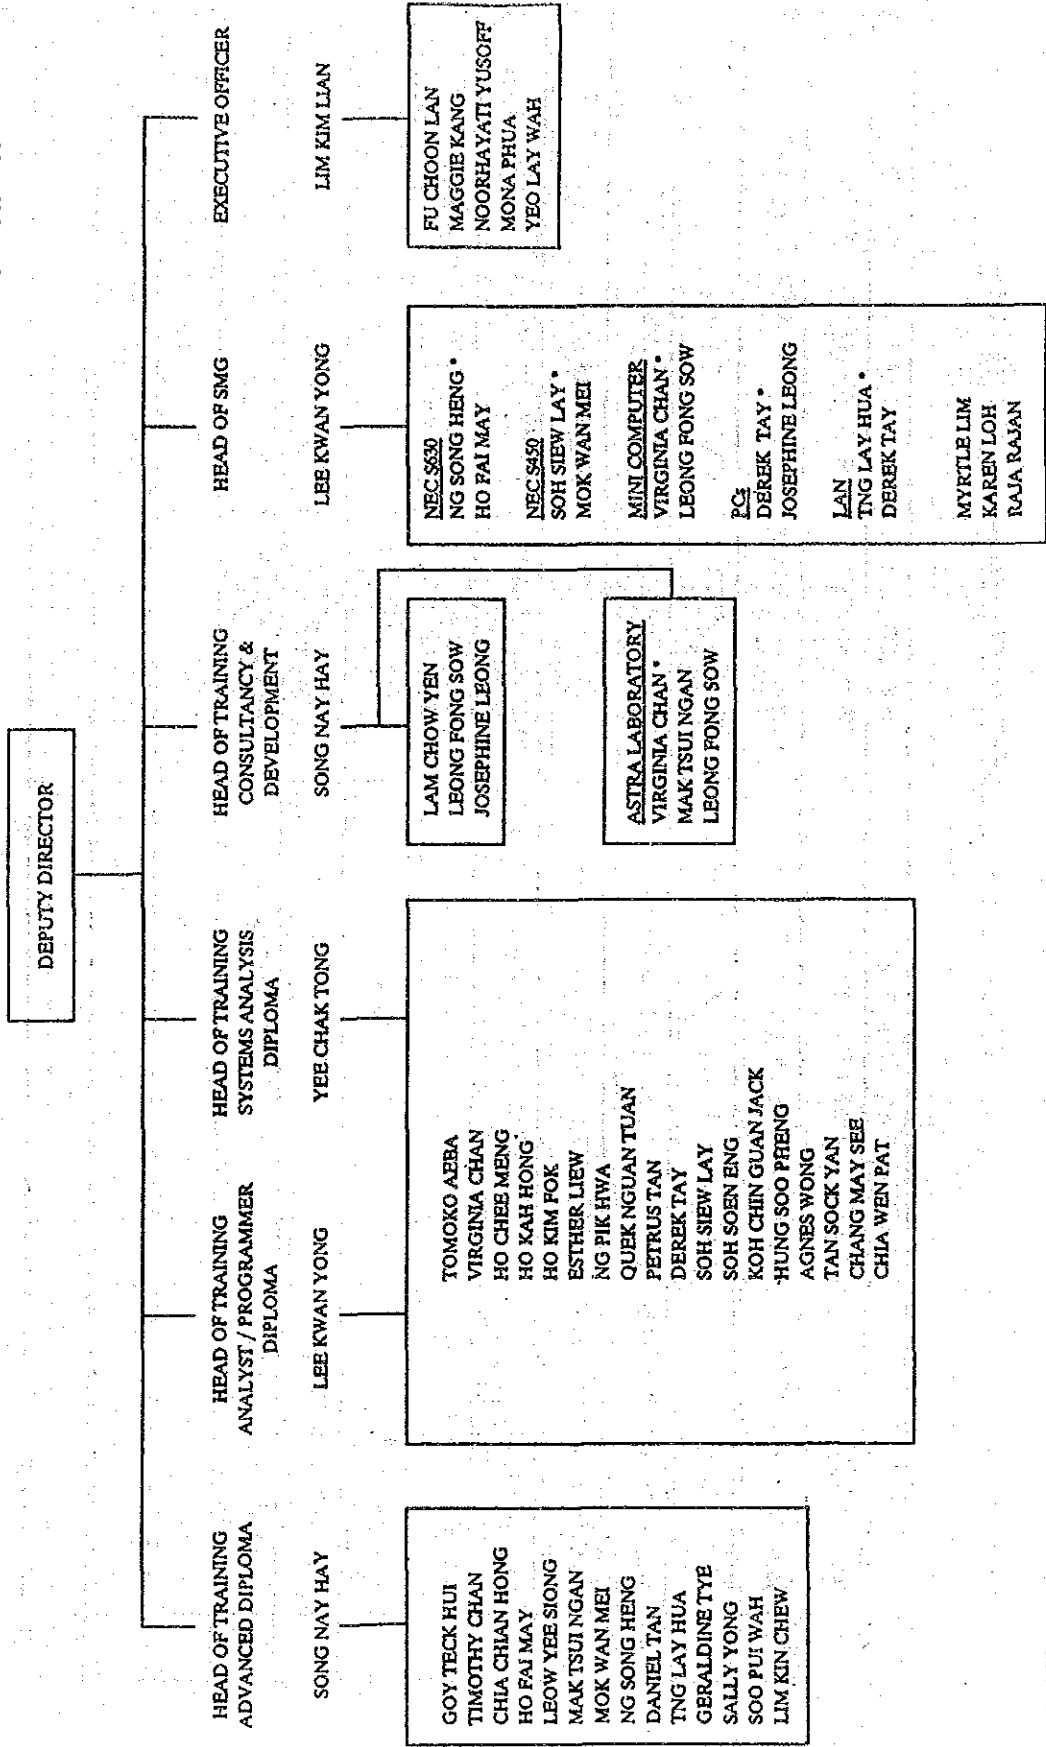 DEPUTY DIRECTOR
HEAD OF TRAINING
ADVANCED DIPLOMA
SONG NAY HAY
GOY TECK HUI
TIMOTHY CHAN
CHIA CHIAN HONG
HO FAI MAY
LEOW YEE SIONG
MAK TSUI NGAN
MOK WAN MEI
NG SONG HENG
DANIEL TAN
TNG LAY HUA
GERALDINE TYE
SALLY YONG
SOO PUI WAH
LIM KIN CHEW
HEAD OF TRAINING
ANALYST / PROGRAMMER
DIPLOMA
LEE KWAN YONG
HEAD OF TRAINING
SYSTEMS ANALYSIS
DIPLOMA
YEE CHAK TONG
TOMOKO AEBA
VIRGINIA CHAN
HO CHEE MENG
HO KAH HONG
HO KIM FOK
ESTHER LIEW
NG PIK HWA
QUEK NGUAN TUAN
PETRUS TAN
DEREK TAY
SOH SIEW LAY
SOH SOEN ENG
KOH CHIN GUAN JACK
HUNG SOO PHENG
AGNES WONG
TAN SOCK YAN
CHANG MAY SEE
CHIA WEN PAT
HEAD OF TRAINING
CONSULTANCY &
DEVELOPMENT
SONG NAY HAY
LAM CHOW YEN
LEONG FONG SOW
JOSEPHINE LEONG
ASTRA LABORATORY
VIRGINIA CHAN *
MAK TSUI NGAN
LEONG FONG SOW
HEAD OF SMG
LEE KWAN YONG
NEC S630
NG SONG HENG *
HO FAI MAY
NEC S450
SOH SIEW LAY *
MOK WAN MEI
MINI COMPUTER
VIRGINIA CHAN *
LEONG FONG SOW
PCs
DEREK TAY *
JOSEPHINE LEONG
LAN
TNG LAY HUA *
DEREK TAY
MYRTLE LIM
KAREN LOH
RAJA RAJAN
EXECUTIVE OFFICER
LIM KIM LIAN
FU CHOON LAN
MAGGIE KANG
NOORHAYATI YUSOFF
MONA PHUA
YEO LAY WAH